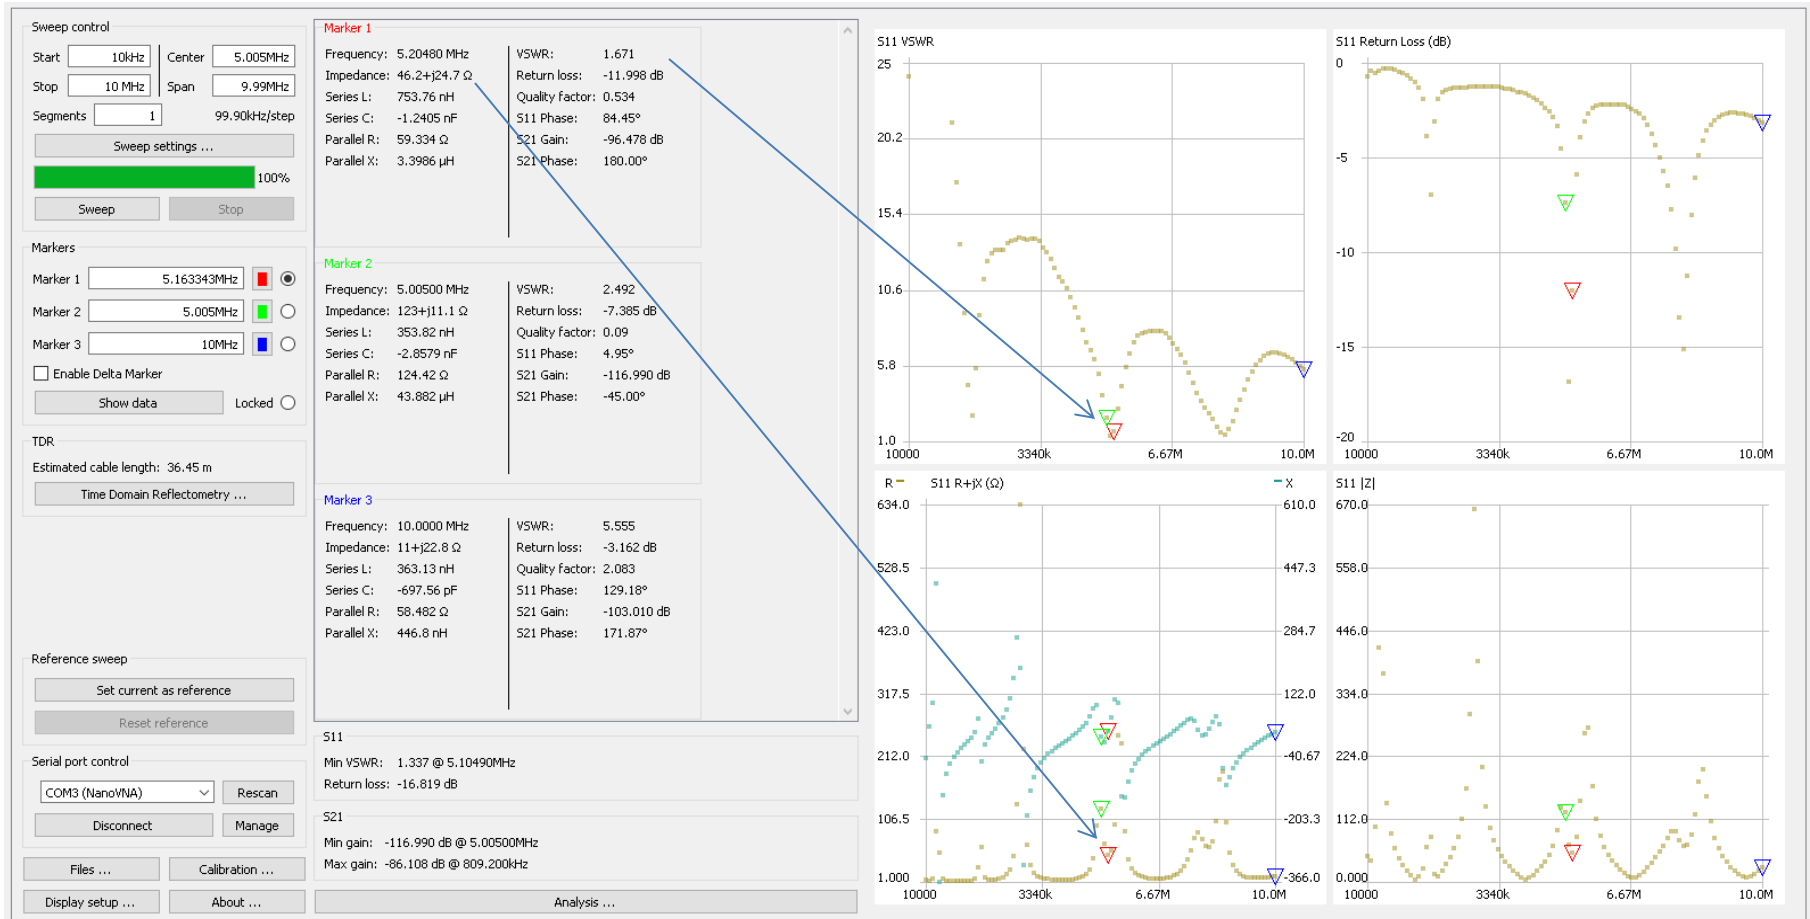 Sweep control
Start 10kHz Center 5.005MHz
Stop 10 MHz Span 9.99MHz
Segments 1 99.90kHz/step
Sweep settings ...
100%
Sweep Stop
Markers
Marker 1 5.163343MHz
Marker 2 5.005MHz
Marker 3 10MHz
Enable Delta Marker
Show data Locked
TDR
Estimated cable length: 36.45 m
Time Domain Reflectometry ...
Reference sweep
Set current as reference
Reset reference
Serial port control
COM3 (NanoVNA) Rescan
Disconnect Manage
Files ... Calibration ...
Display setup ... About ...
Marker 1
Frequency: 5.20480 MHz VSWR: 1.671
Impedance: 46.2+j24.7 Ω Return loss: -11.998 dB
Series L: 753.76 nH Quality factor: 0.534
Series C: -1.2405 nF S11 Phase: 84.45°
Parallel R: 59.334 Ω S21 Gain: -96.478 dB
Parallel X: 3.3986 µH S21 Phase: 180.00°
Marker 2
Frequency: 5.00500 MHz VSWR: 2.492
Impedance: 123+j11.1 Ω Return loss: -7.385 dB
Series L: 353.82 nH Quality factor: 0.09
Series C: -2.8579 nF S11 Phase: 4.95°
Parallel R: 124.42 Ω S21 Gain: -116.990 dB
Parallel X: 43.882 µH S21 Phase: -45.00°
Marker 3
Frequency: 10.0000 MHz VSWR: 5.555
Impedance: 11+j22.8 Ω Return loss: -3.162 dB
Series L: 363.13 nH Quality factor: 2.083
Series C: -697.56 pF S11 Phase: 129.18°
Parallel R: 58.482 Ω S21 Gain: -103.010 dB
Parallel X: 446.8 nH S21 Phase: 171.87°
S11
Min VSWR: 1.337 @ 5.10490MHz
Return loss: -16.819 dB
S21
Min gain: -116.990 dB @ 5.00500MHz
Max gain: -86.108 dB @ 809.200kHz
Analysis ...
S11 VSWR
25
20.2
15.4
10.6
5.8
1.0
10000 3340k 6.67M 10.0M
S11 Return Loss (dB)
0
-5
-10
-15
-20
10000 3340k 6.67M 10.0M
R S11 R+jX (Ω) X
634.0 610.0
528.5 447.3
423.0 284.7
317.5 122.0
212.0 -40.67
106.5 -203.3
1.000 -366.0
10000 3340k 6.67M 10.0M
S11 |Z|
670.0
558.0
446.0
334.0
224.0
112.0
0.000
10000 3340k 6.67M 10.0M